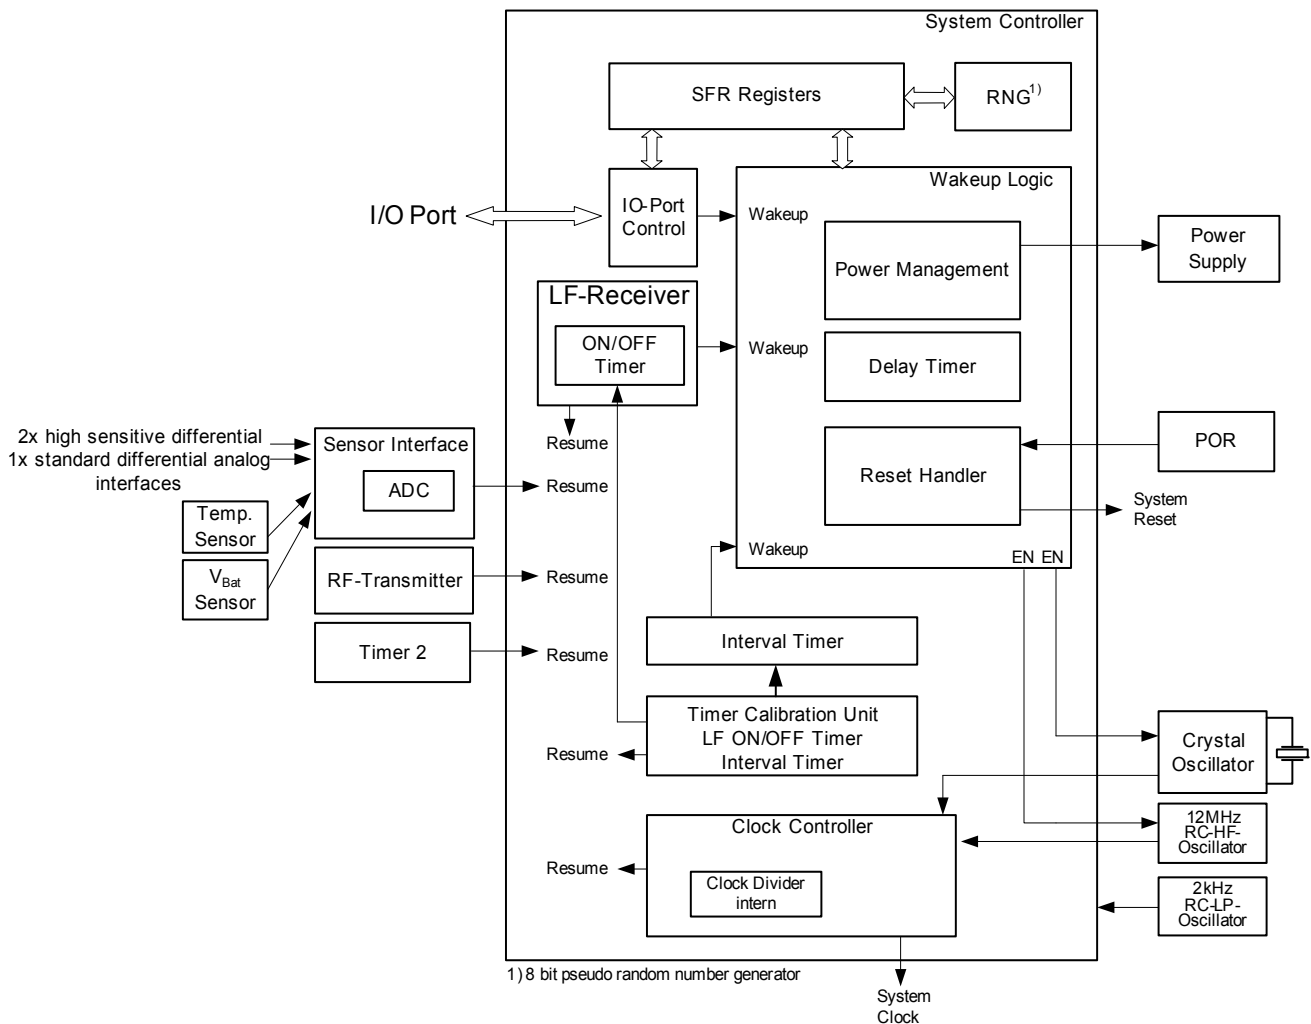 System Controller
SFR Registers
RNG1)
Wakeup Logic
I/O Port
IO-Port
Control
Wakeup
Power Management
Power
Supply
LF-Receiver
ON/OFF
Timer
Wakeup
Delay Timer
2x high sensitive differential
1x standard differential analog
interfaces
Sensor Interface
ADC
Resume
Resume
Reset Handler
POR
System
Reset
Temp.
Sensor
VBat
Sensor
RF-Transmitter
Resume
Wakeup
EN EN
Timer 2
Resume
Interval Timer
Timer Calibration Unit
LF ON/OFF Timer
Interval Timer
Resume
Crystal
Oscillator
Clock Controller
12MHz
RC-HF-
Oscillator
Resume
Clock Divider
intern
2kHz
RC-LP-
Oscillator
1) 8 bit pseudo random number generator
System
Clock